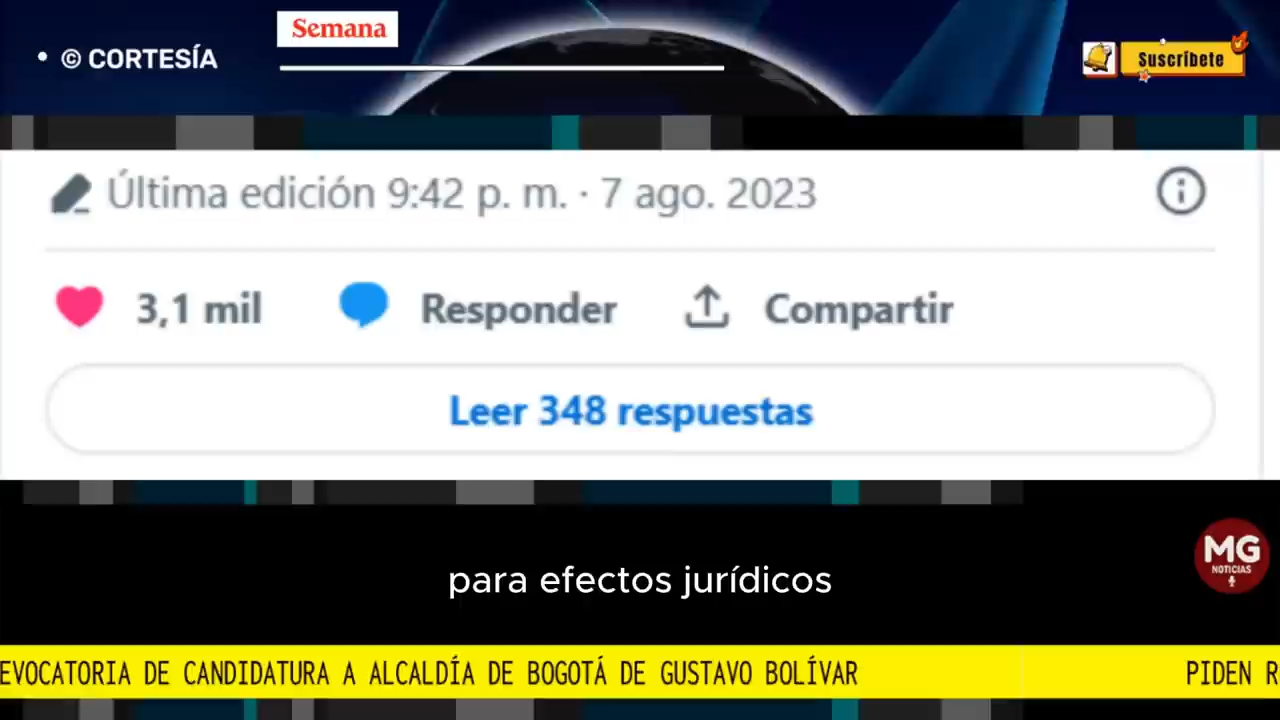 Semana
• © CORTESÍA
Suscríbete
Última edición 9:42 p. m. · 7 ago. 2023
3,1 mil Responder Compartir
Leer 348 respuestas
MG
NOTICIAS
para efectos jurídicos
EVOCATORIA DE CANDIDATURA A ALCALDÍA DE BOGOTÁ DE GUSTAVO BOLÍVAR PIDEN R